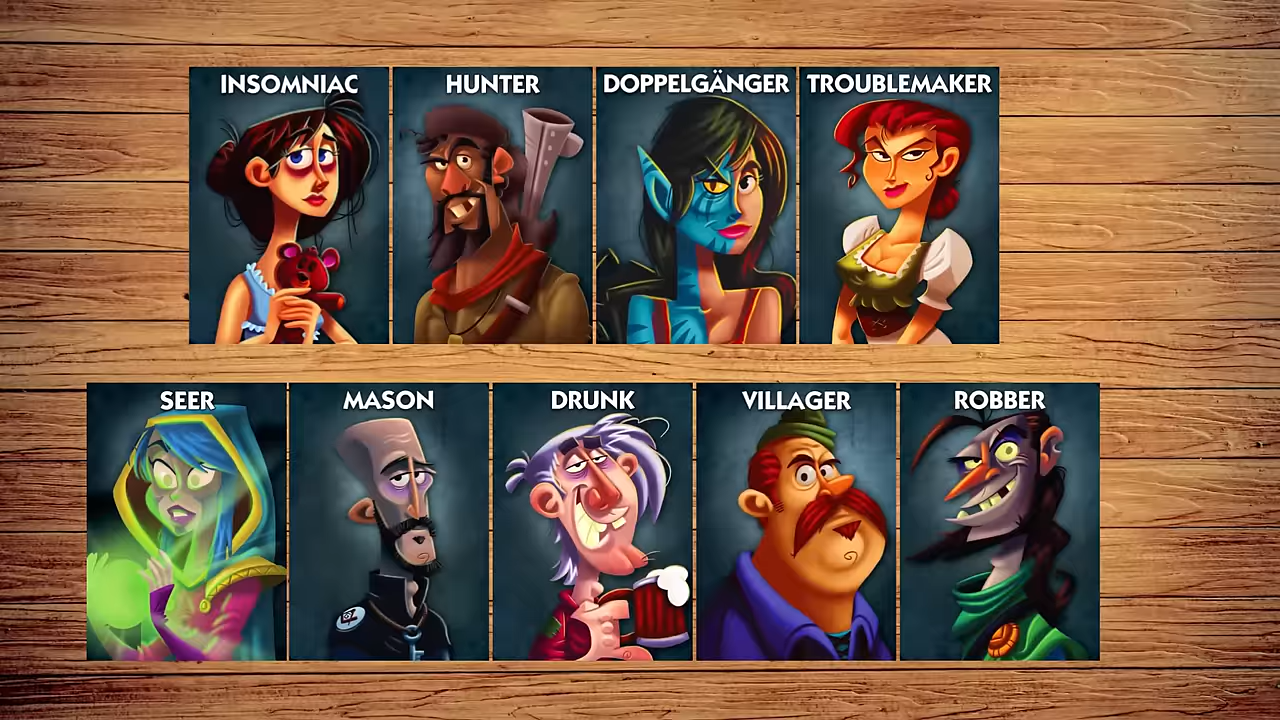 INSOMNIAC
HUNTER
DOPPELGÄNGER
TROUBLEMAKER
SEER
MASON
DRUNK
VILLAGER
ROBBER